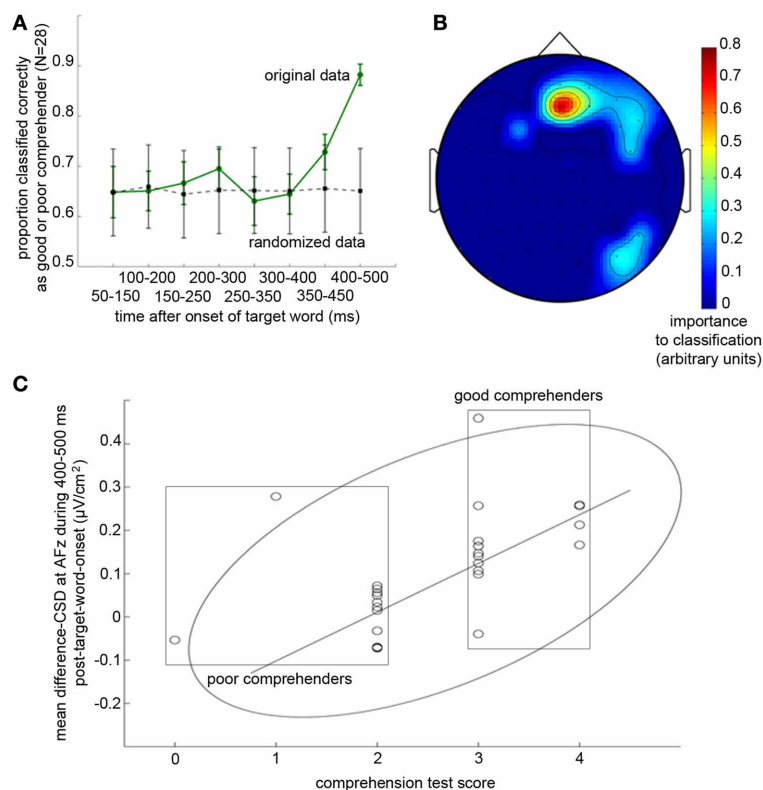 A
proportion classified correctly
as good or poor comprehender (N=28)
1
0.9
0.8
0.7
0.6
0.5
original data
randomized data
100-200 200-300 300-400 400-500
50-150 150-250 250-350 350-450
time after onset of target word (ms)
B
0.8
0.7
0.6
0.5
0.4
0.3
0.2
0.1
0
importance
to classification
(arbitrary units)
C
mean difference-CSD at AFz during 400-500 ms
post-target-word-onset (µV/cm²)
0.4
0.3
0.2
0.1
0
-0.1
-0.2
good comprehenders
poor comprehenders
0 1 2 3 4
comprehension test score